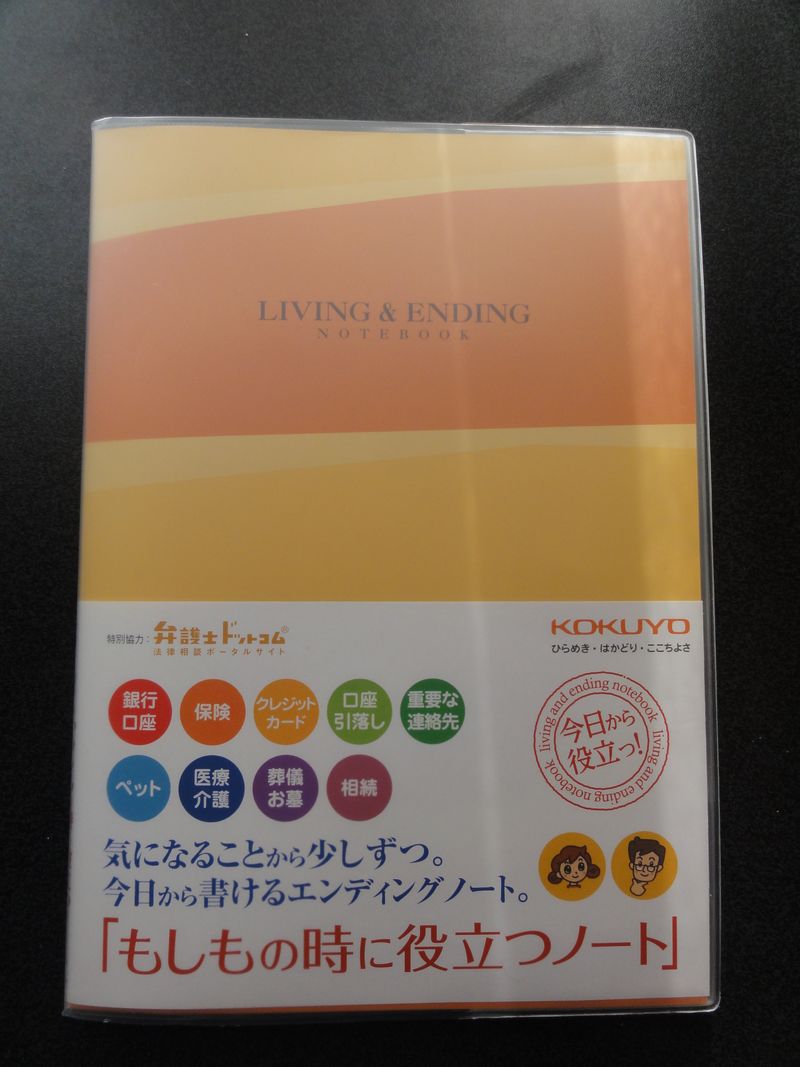 LIVING & ENDING
NOTEBOOK
特別協力：弁護士ドットコム®
法律相談ポータルサイト
KOKUYO
ひらめき・はかどり・ここちよさ
銀行
口座
保険
クレジット
カード
口座
引落し
重要な
連絡先
ペット
医療
介護
葬儀
お墓
相続
living and ending notebook
living and ending notebook
今日から
役立つ!
気になることから少しずつ。
今日から書けるエンディングノート。
「もしもの時に役立つノート」